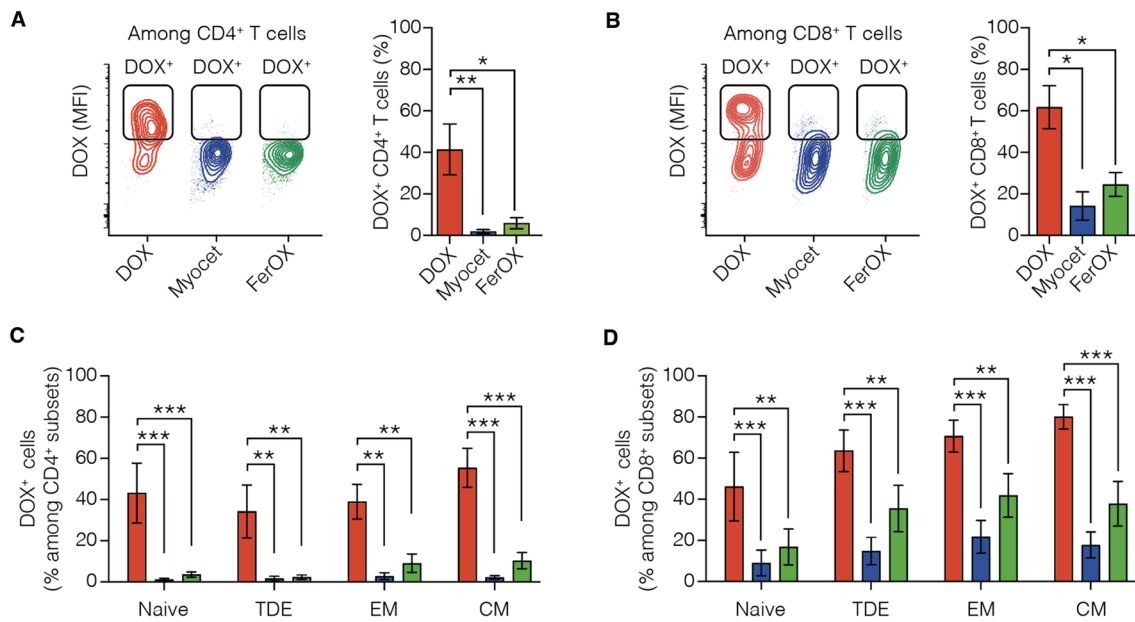 A
Among CD4⁺ T cells
DOX⁺ DOX⁺ DOX⁺
DOX (MFI)
DOX
Myocet
FerOX
DOX⁺ CD4⁺ T cells (%)
100
80
60
40
20
0
*
**
DOX
Myocet
FerOX
B
Among CD8⁺ T cells
DOX⁺ DOX⁺ DOX⁺
DOX (MFI)
DOX
Myocet
FerOX
DOX⁺ CD8⁺ T cells (%)
100
80
60
40
20
0
*
*
DOX
Myocet
FerOX
C
DOX⁺ cells
(% among CD4⁺ subsets)
100
80
60
40
20
0
*** ***
** **
** **
*** ***
Naive TDE EM CM
D
DOX⁺ cells
(% among CD8⁺ subsets)
100
80
60
40
20
0
** ***
** ***
** ***
*** ***
Naive TDE EM CM